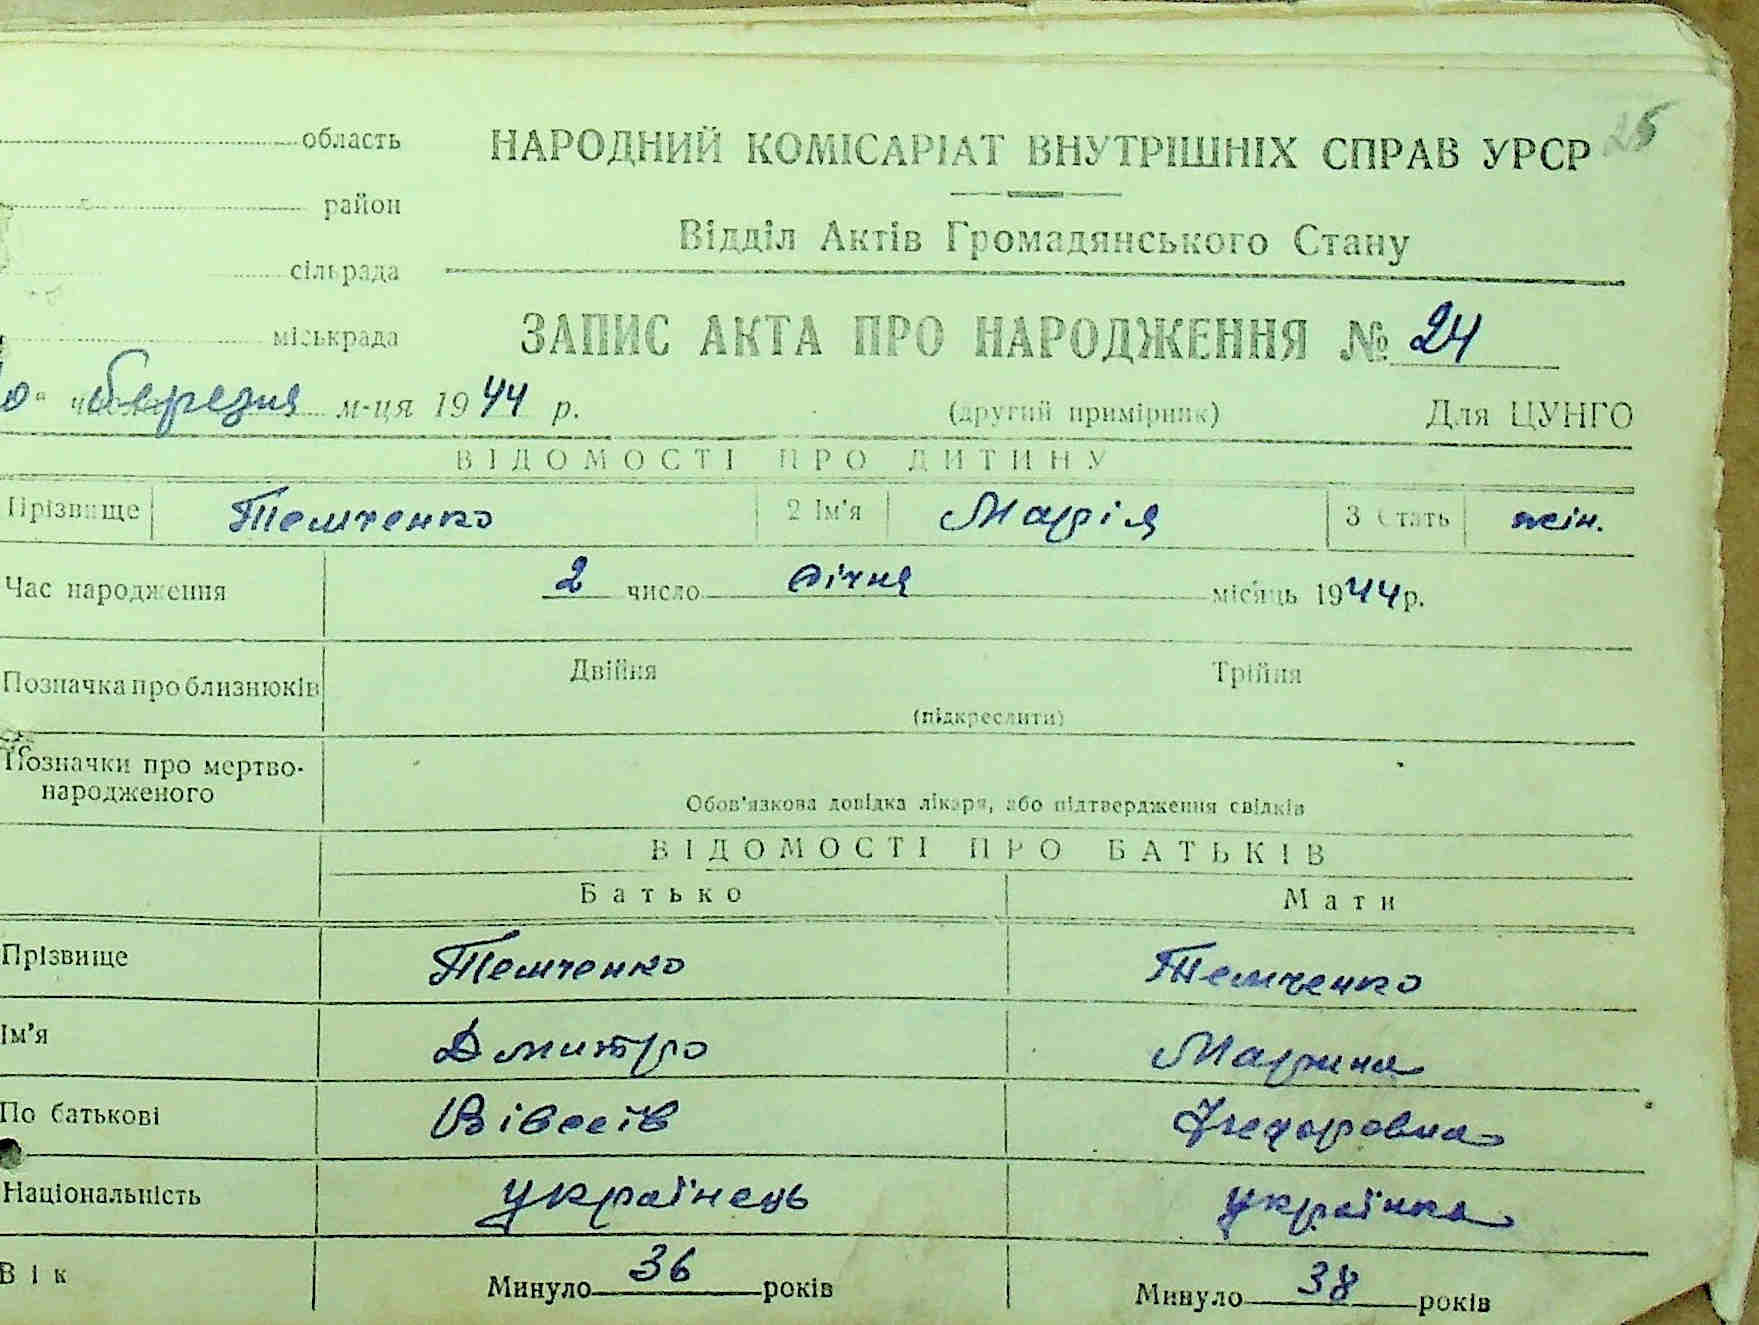 область
НАРОДНИЙ КОМІСАРІАТ ВНУТРІШНІХ СПРАВ УРСР 25
район
Відділ Актів Громадянського Стану
сільрада
міськрада
ЗАПИС АКТА ПРО НАРОДЖЕННЯ № 24
березня м-ця 1944 р.
(другий примірник) Для ЦУНГО
ВІДОМОСТІ ПРО ДИТИНУ
Прізвище Темченко 2 Ім'я Марія 3 Стать жін.
Час народження 2 число січня місяць 1944 р.
Позначка про близнюків Двійня Трійня
(підкреслити)
Позначки про мертво-
народженого
Обов'язкова довідка лікаря, або підтвердження свідків
ВІДОМОСТІ ПРО БАТЬКІВ
Батько Мати
Прізвище Темченко Темченко
Ім'я Дмитро Марина
По батькові Федоровна
Національність українець українка
Вік Минуло 36 років Минуло 38 років